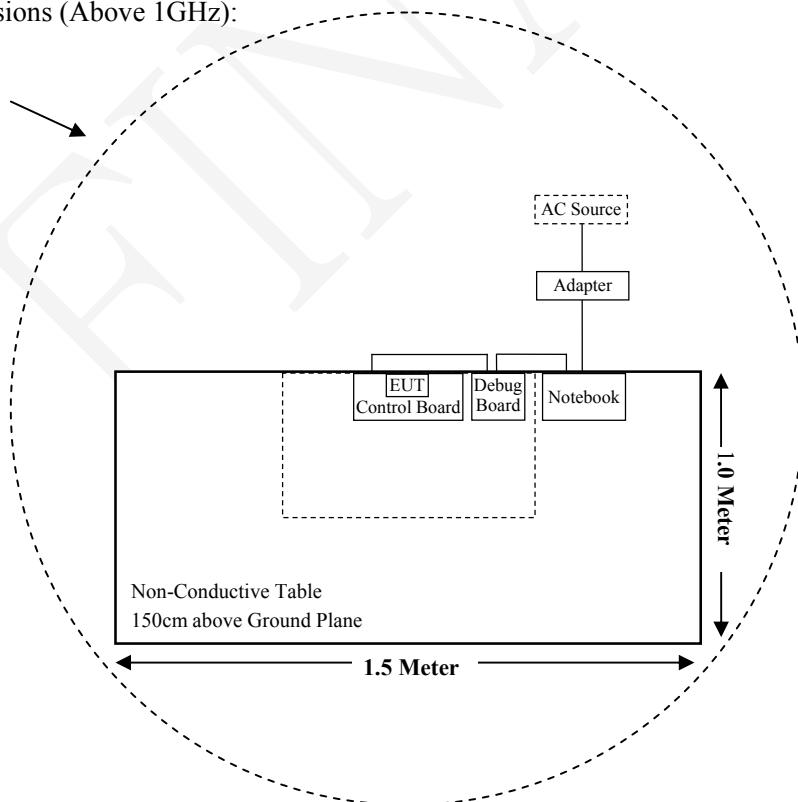 sions (Above 1GHz):
AC Source
Adapter
EUT
Control Board
Debug
Board
Notebook
1.0 Meter
Non-Conductive Table
150cm above Ground Plane
1.5 Meter